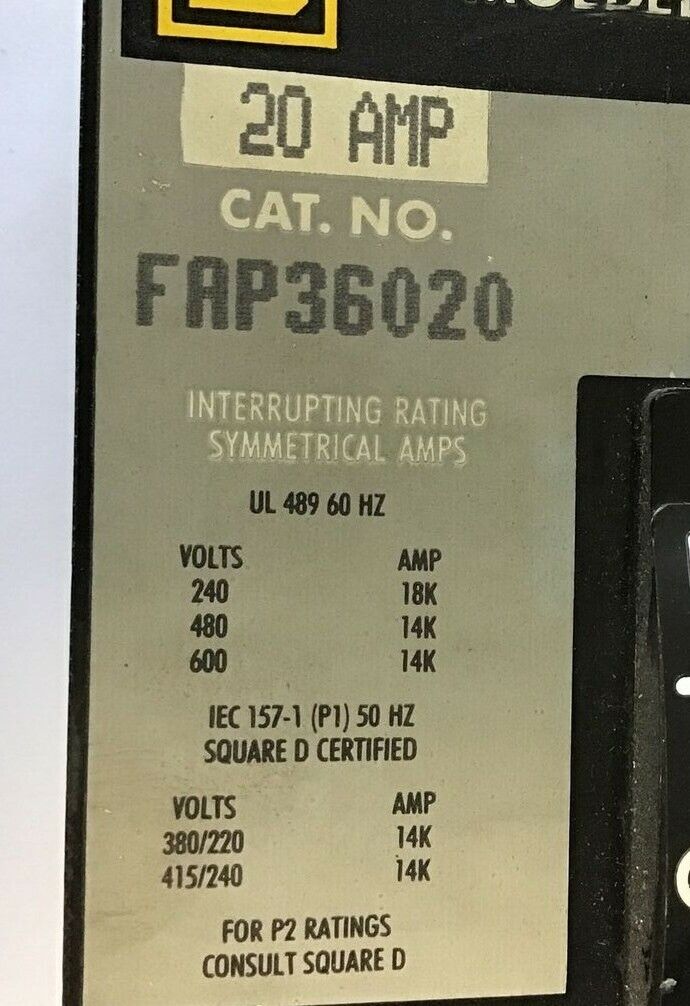 20 AMP
CAT. NO.
FAP36020
INTERRUPTING RATING
SYMMETRICAL AMPS
UL 489 60 HZ
VOLTS AMP
240 18K
480 14K
600 14K
IEC 157-1 (P1) 50 HZ
SQUARE D CERTIFIED
VOLTS AMP
380/220 14K
415/240 14K
FOR P2 RATINGS
CONSULT SQUARE D